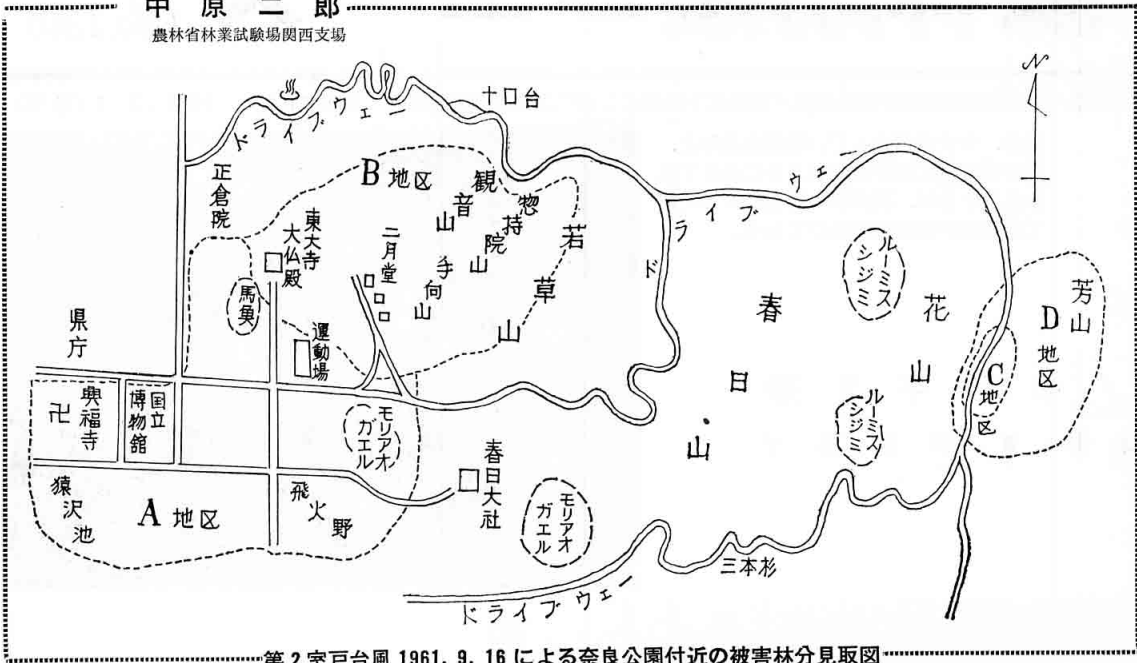 中原二郎
農林省林業試験場関西支場
N
十口台
ドライブウェー
正倉院
B地区
観音山
惣持院山
手向山
若草山
東大寺
大仏殿
二月堂
ドライブウェー
ルーミス
シジミ
春日山
花山
芳山
D地区
C地区
県庁
運動場
興福寺
卍
国立
博物館
モリアオ
ガエル
ルーミス
シジミ
春日大社
猿沢池
A地区
飛火野
モリアオ
ガエル
三本杉
ドライブウェー
第2室戸台風1961.9.16による奈良公園付近の被害林分見取図